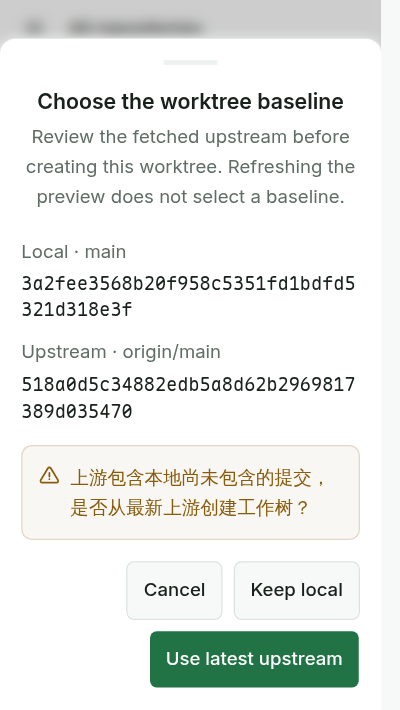 Choose the worktree baseline
Review the fetched upstream before
creating this worktree. Refreshing the
preview does not select a baseline.
Local · main
3a2fee3568b20f958c5351fd1bdfd5
321d318e3f
Upstream · origin/main
518a0d5c34882edb5a8d62b2969817
389d035470
上游包含本地尚未包含的提交，
是否从最新上游创建工作树？
Cancel
Keep local
Use latest upstream